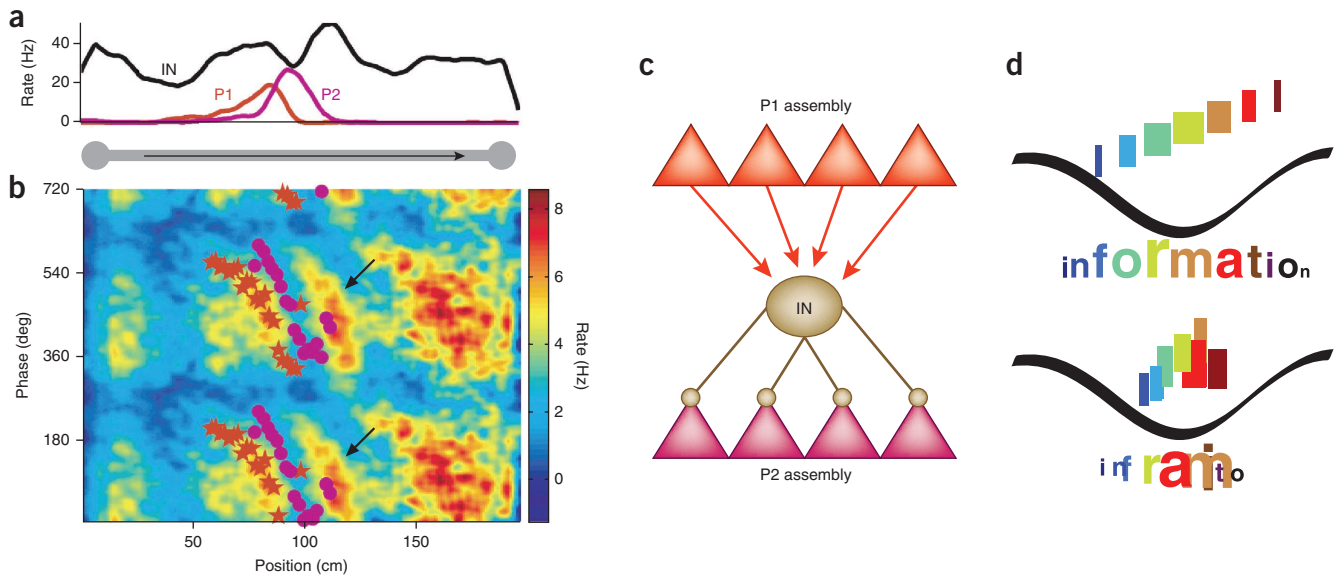 a
Rate (Hz)
40
20
0
IN
P1
P2
b
Phase (deg)
720
540
360
180
50
100
150
Position (cm)
8
6
4
2
0
Rate (Hz)
c
P1 assembly
IN
P2 assembly
d
information